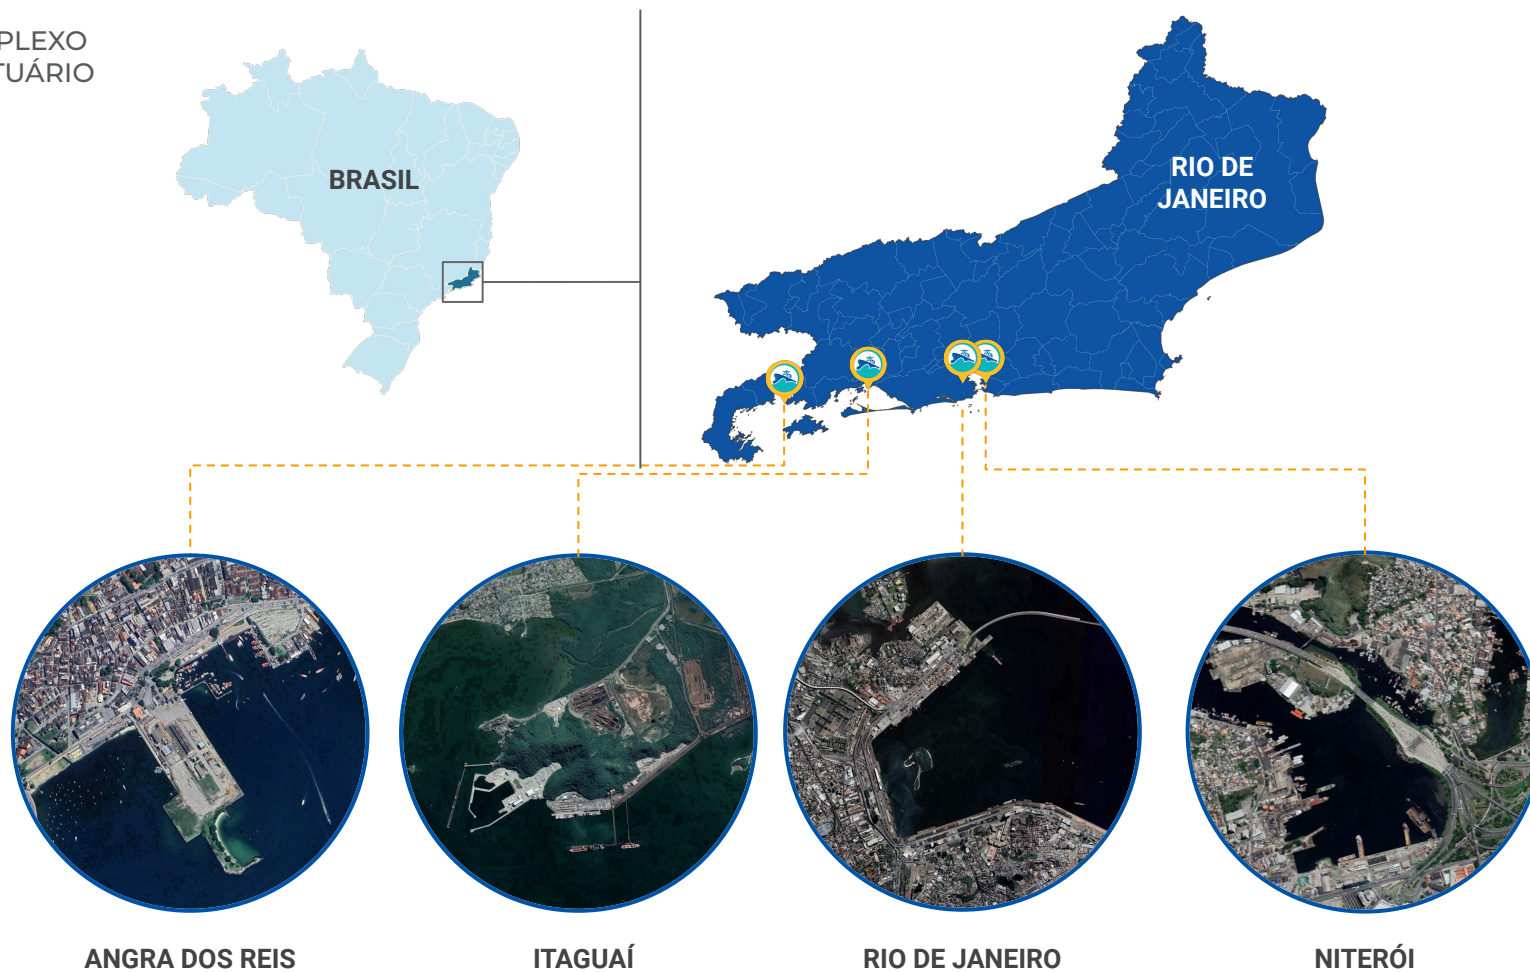 PLEXO
TUÁRIO
BRASIL
RIO DE
JANEIRO
ANGRA DOS REIS
ITAGUAÍ
RIO DE JANEIRO
NITERÓI